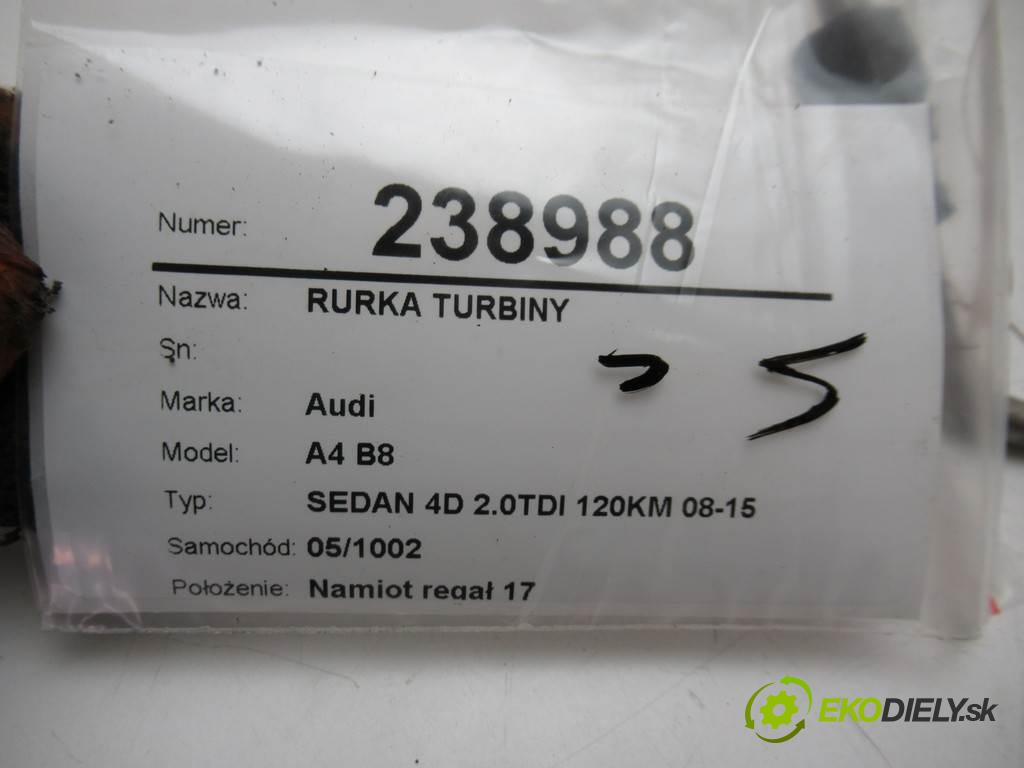 Numer: 238988
Nazwa: RURKA TURBINY
Sn:
Marka: Audi
Model: A4 B8
Typ: SEDAN 4D 2.0TDI 120KM 08-15
Samochód: 05/1002
Położenie: Namiot regał 17
EKODIELY.sk